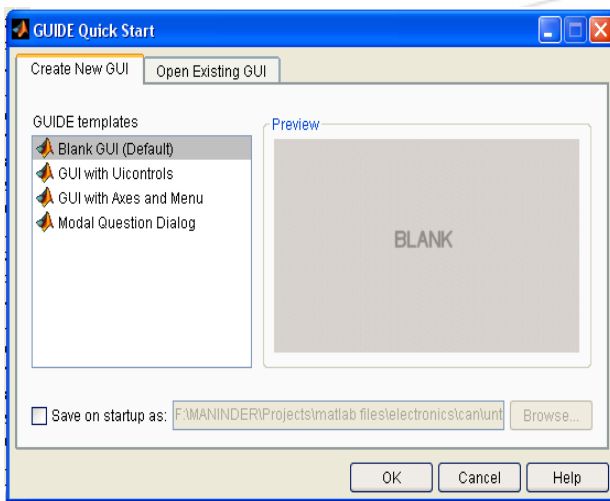 GUIDE Quick Start
Create New GUI
Open Existing GUI
GUIDE templates
Blank GUI (Default)
GUI with Uicontrols
GUI with Axes and Menu
Modal Question Dialog
Preview
BLANK
Save on startup as:
F:\MANINDER\Projects\matlab files\electronics\can\unt
Browse...
OK
Cancel
Help